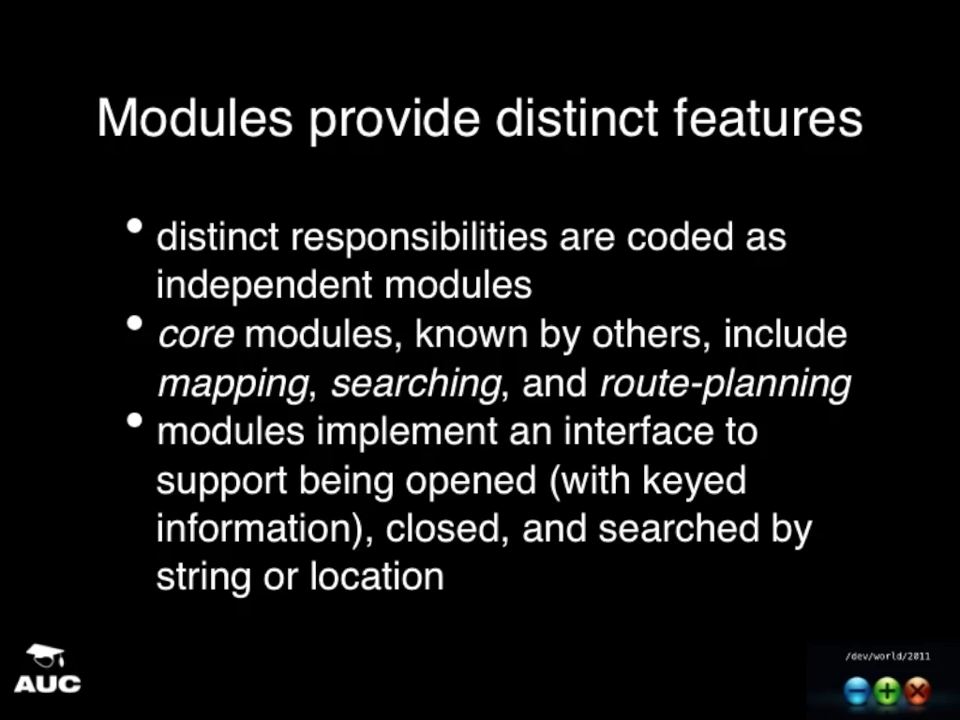 Modules provide distinct features
• distinct responsibilities are coded as
independent modules
• core modules, known by others, include
mapping, searching, and route-planning
• modules implement an interface to
support being opened (with keyed
information), closed, and searched by
string or location
AUC
/dev/world/2011